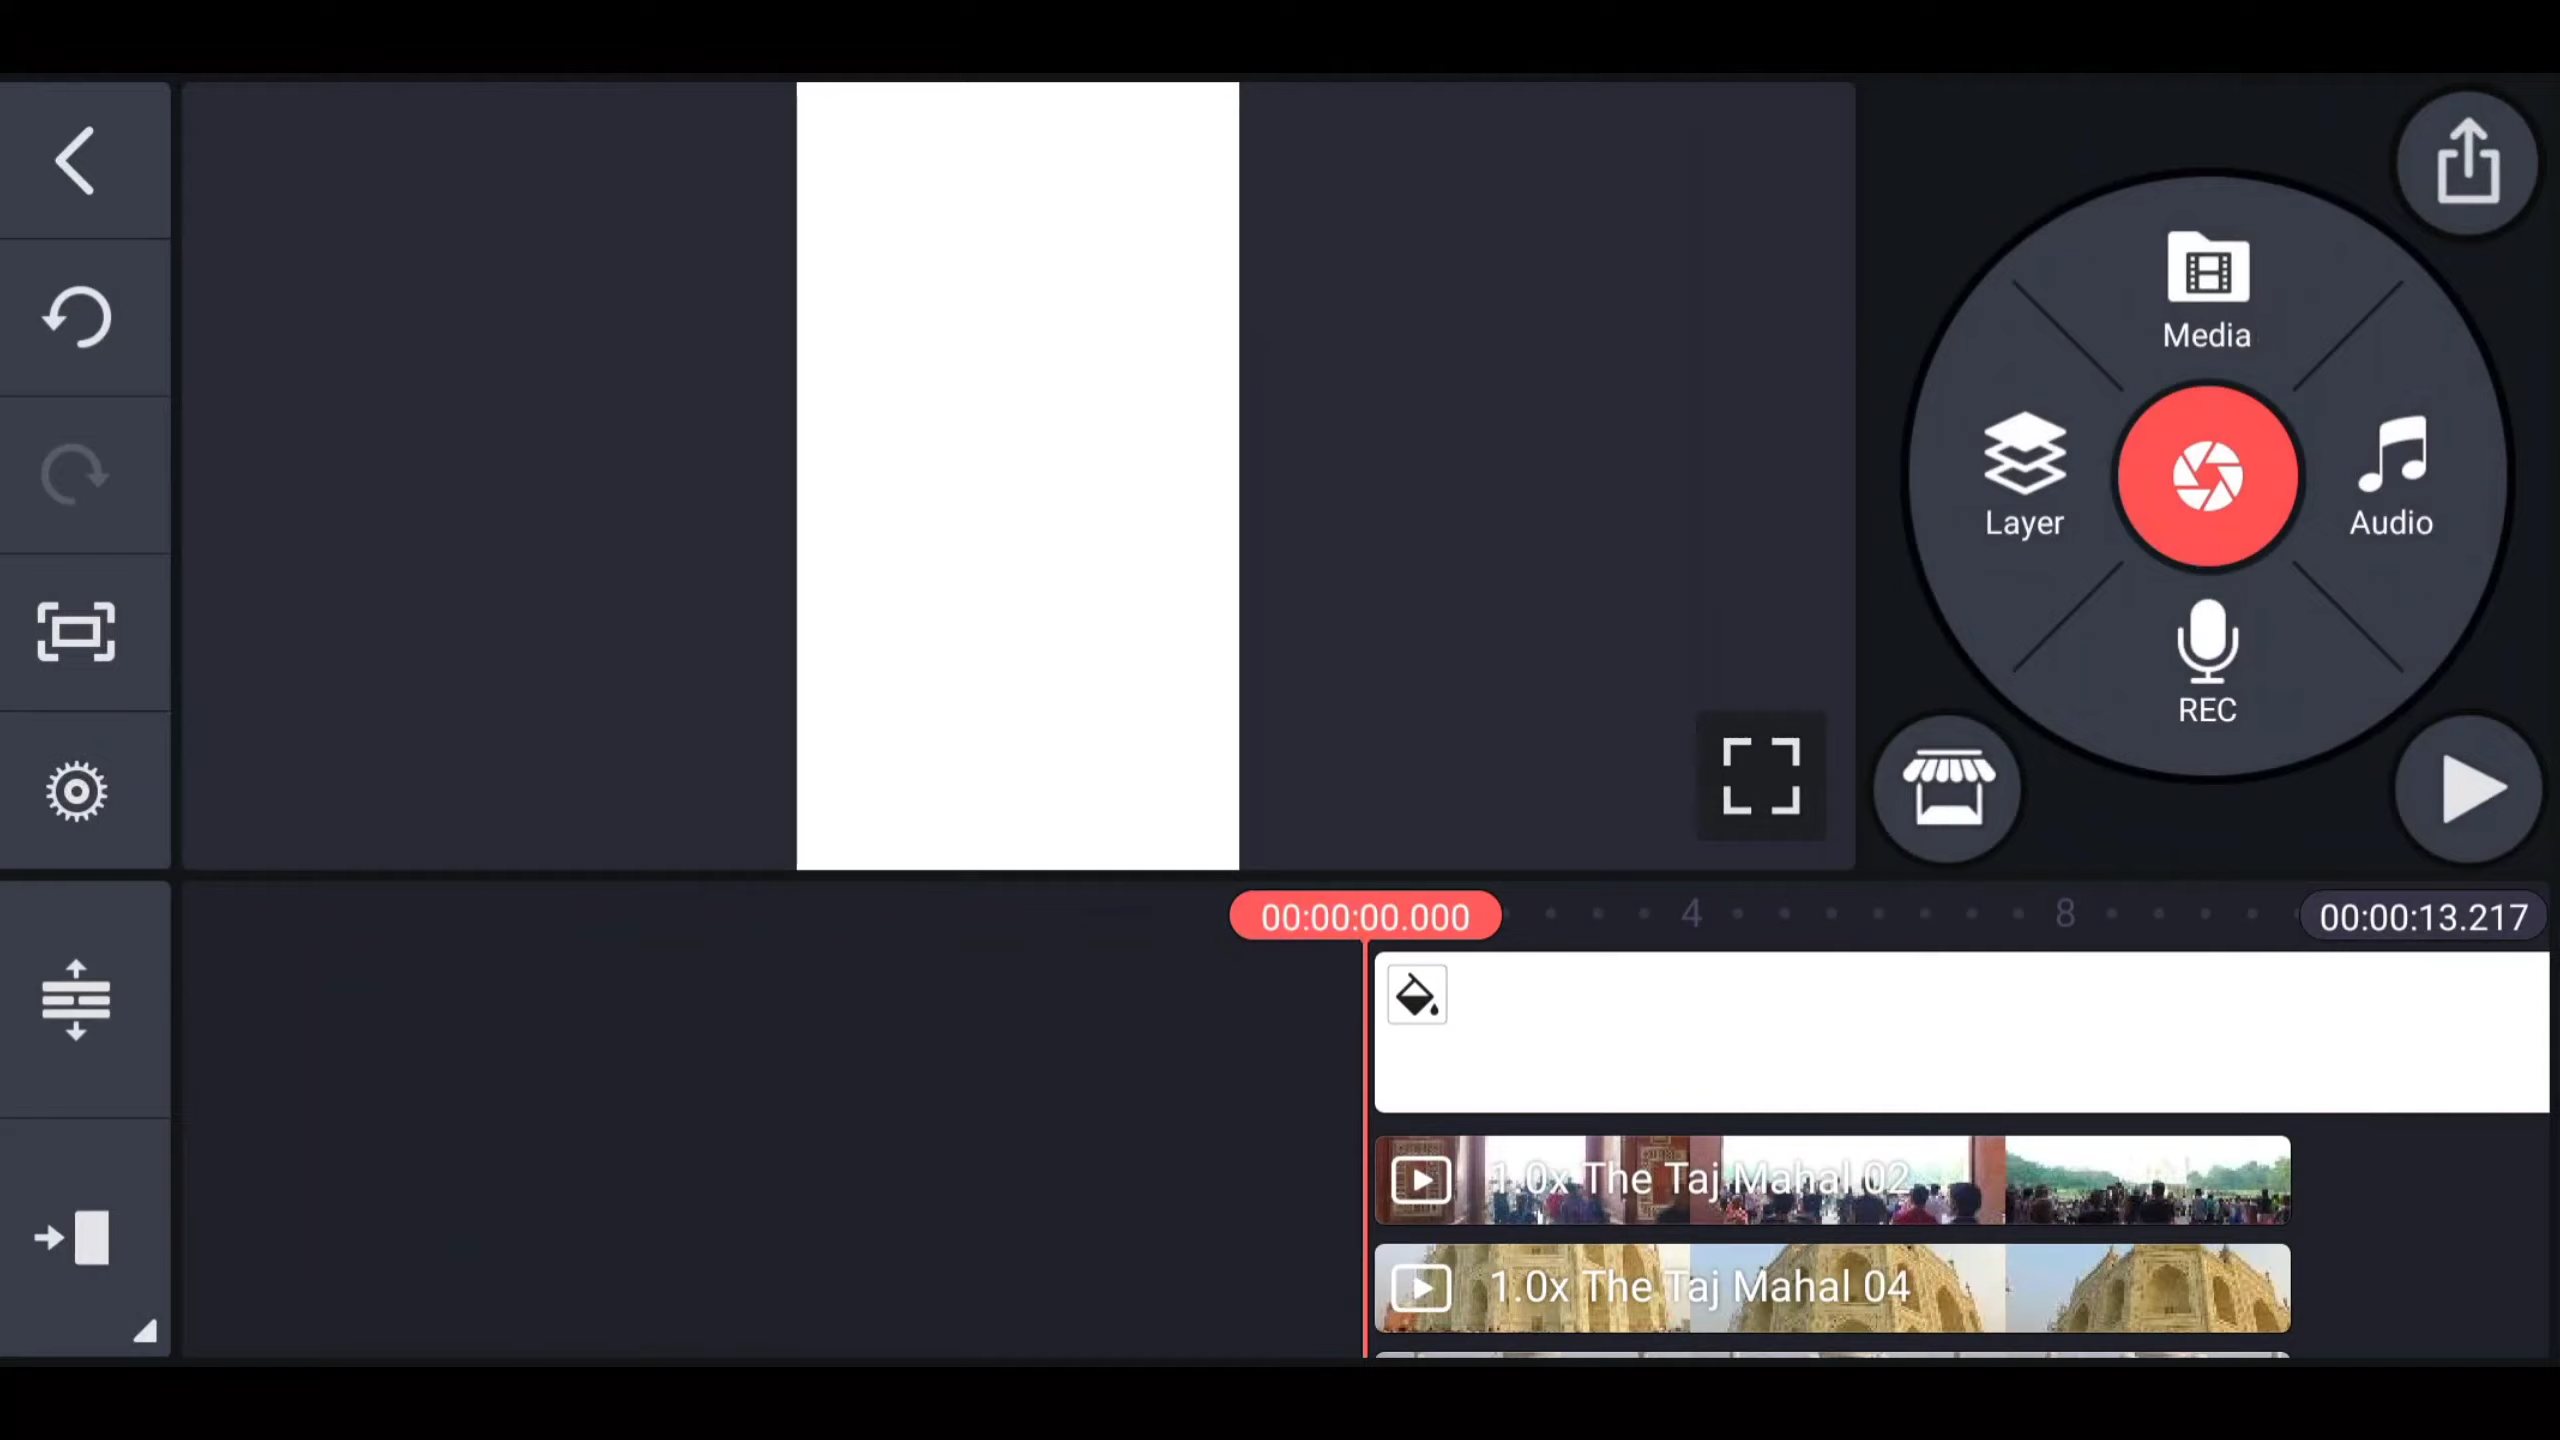 Media
Layer
Audio
REC
00:00:00.000
4
8
00:00:13.217
1.0x The Taj Mahal 02
1.0x The Taj Mahal 04